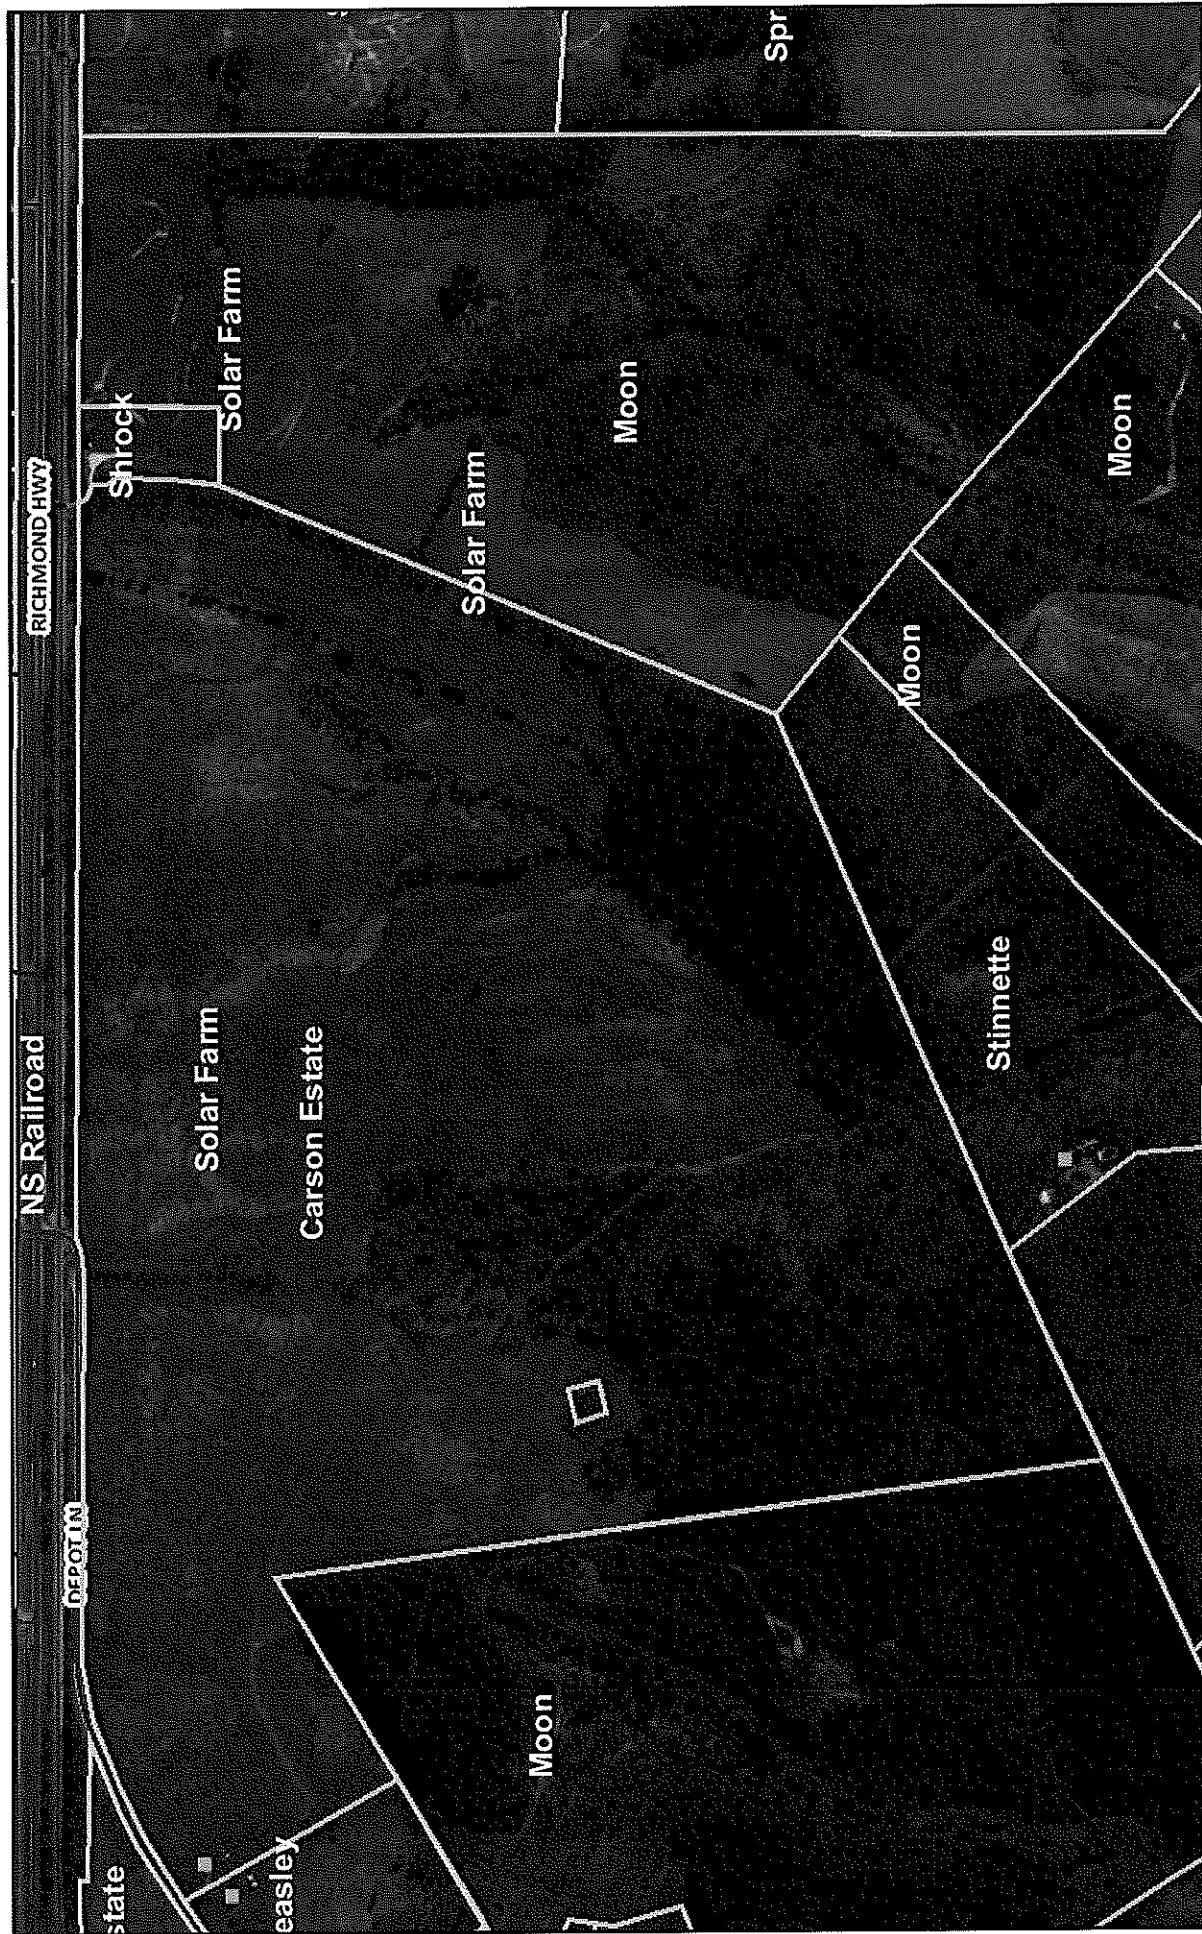 NS Railroad
RICHMOND HWY
DEPOT LN
state
Shrock
Solar Farm
Solar Farm
easley
Carson Estate
Solar Farm
Moon
Moon
Spr
Moon
Stinnette
Moon